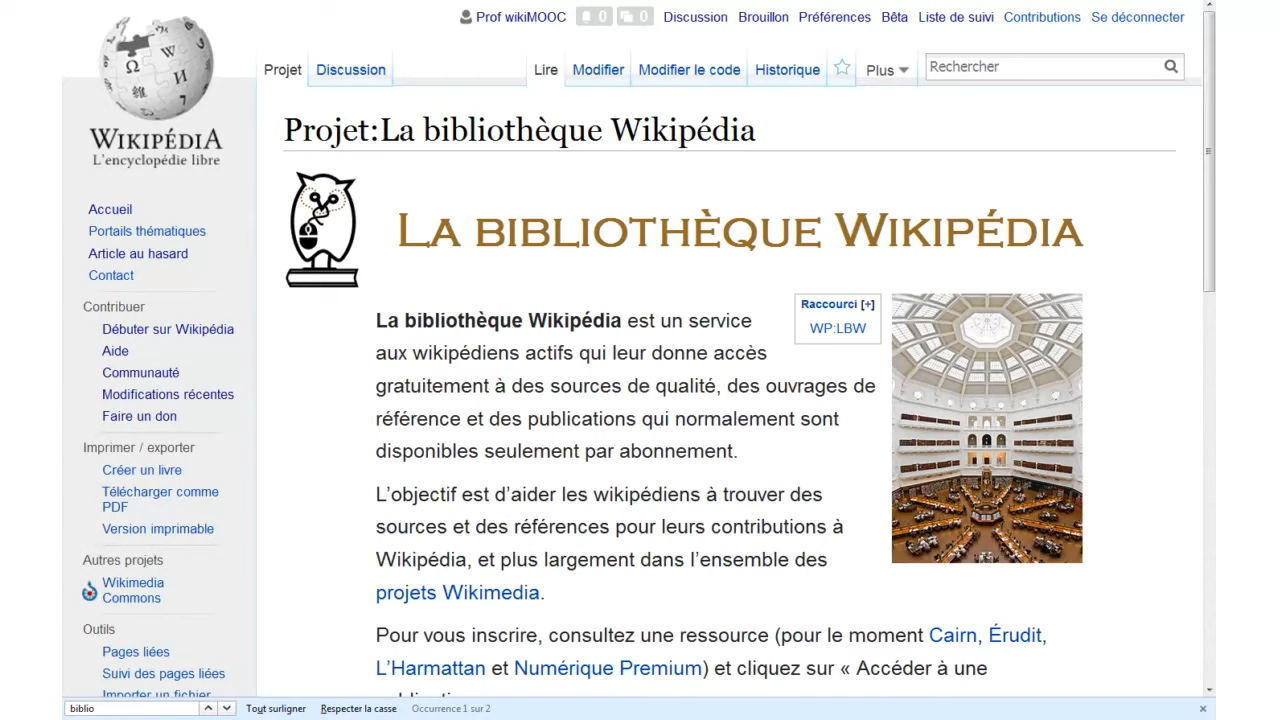 Prof wikiMOOC 0 0 Discussion Brouillon Préférences Bêta Liste de suivi Contributions Se déconnecter
Projet Discussion Lire Modifier Modifier le code Historique Plus Rechercher
WIKIPÉDIA
L'encyclopédie libre
Accueil
Portails thématiques
Article au hasard
Contact
Contribuer
Débuter sur Wikipédia
Aide
Communauté
Modifications récentes
Faire un don
Imprimer / exporter
Créer un livre
Télécharger comme
PDF
Version imprimable
Autres projets
Wikimedia
Commons
Outils
Pages liées
Suivi des pages liées
Importer un fichier
Projet:La bibliothèque Wikipédia
La bibliothèque Wikipédia
Raccourci [+]
WP:LBW
La bibliothèque Wikipédia est un service
aux wikipédiens actifs qui leur donne accès
gratuitement à des sources de qualité, des ouvrages de
référence et des publications qui normalement sont
disponibles seulement par abonnement.
L'objectif est d'aider les wikipédiens à trouver des
sources et des références pour leurs contributions à
Wikipédia, et plus largement dans l'ensemble des
projets Wikimedia.
Pour vous inscrire, consultez une ressource (pour le moment Cairn, Érudit,
L'Harmattan et Numérique Premium) et cliquez sur « Accéder à une
biblio Tout surligner Respecter la casse Occurrence 1 sur 2